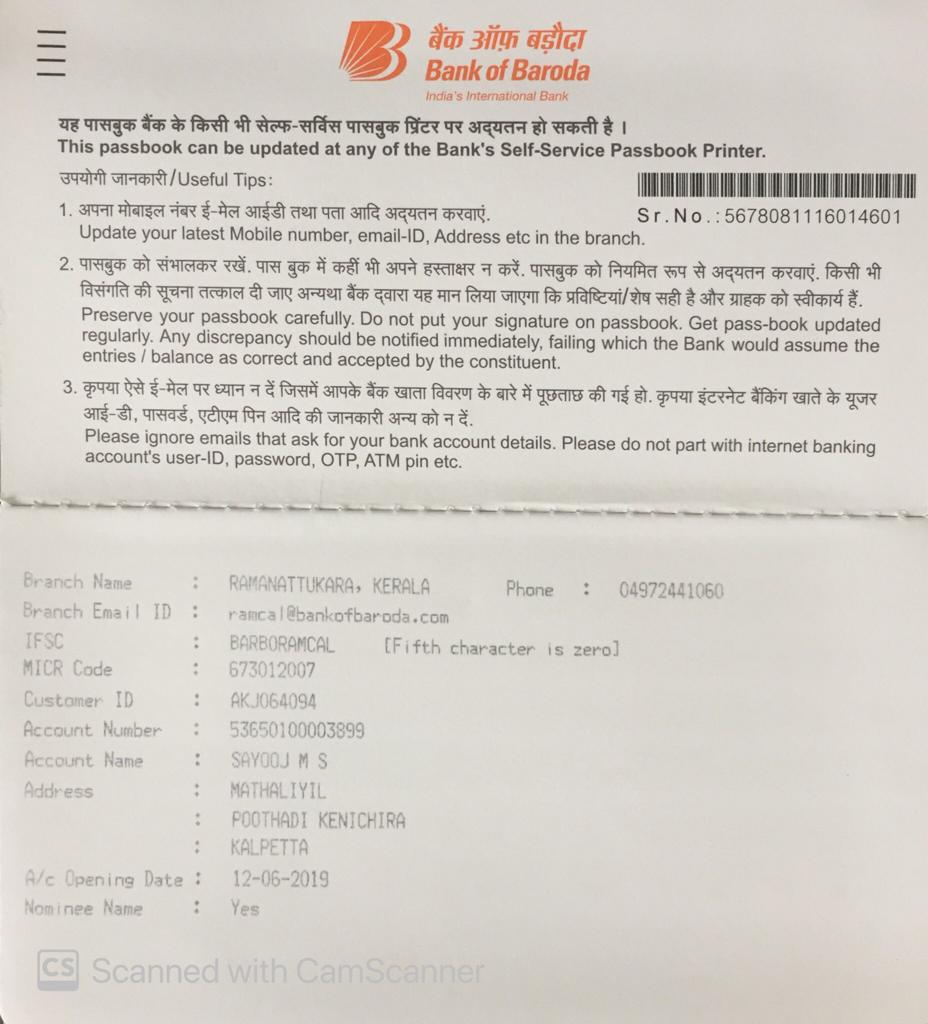 बैंक ऑफ़ बड़ौदा
Bank of Baroda
India's International Bank
यह पासबुक बैंक के किसी भी सेल्फ-सर्विस पासबुक प्रिंटर पर अद्यतन हो सकती है ।
This passbook can be updated at any of the Bank's Self-Service Passbook Printer.
उपयोगी जानकारी/Useful Tips:
Sr.No.:5678081116014601
1. अपना मोबाइल नंबर ई-मेल आईडी तथा पता आदि अद्यतन करवाएं.
Update your latest Mobile number, email-ID, Address etc in the branch.
2. पासबुक को संभालकर रखें. पास बुक में कहीं भी अपने हस्ताक्षर न करें. पासबुक को नियमित रूप से अद्यतन करवाएं. किसी भी
विसंगति की सूचना तत्काल दी जाए अन्यथा बैंक द्वारा यह मान लिया जाएगा कि प्रविष्टियां/शेष सही है और ग्राहक को स्वीकार्य हैं.
Preserve your passbook carefully. Do not put your signature on passbook. Get pass-book updated
regularly. Any discrepancy should be notified immediately, failing which the Bank would assume the
entries / balance as correct and accepted by the constituent.
3. कृपया ऐसे ई-मेल पर ध्यान न दें जिसमें आपके बैंक खाता विवरण के बारे में पूछताछ की गई हो. कृपया इंटरनेट बैंकिंग खाते के यूजर
आई-डी, पासवर्ड, एटीएम पिन आदि की जानकारी अन्य को न दें.
Please ignore emails that ask for your bank account details. Please do not part with internet banking
account's user-ID, password, OTP, ATM pin etc.
Branch Name : RAMANATTUKARA, KERALA Phone : 04972441060
Branch Email ID : ramcal@bankofbaroda.com
IFSC : BARBORAMCAL [Fifth character is zero]
MICR Code : 673012007
Customer ID : AKJ064094
Account Number : 53650100003899
Account Name : SAYOOJ M S
Address : MATHALIYIL
: POOTHADI KENICHIRA
: KALPETTA
A/c Opening Date : 12-06-2019
Nominee Name : Yes
CS Scanned with CamScanner